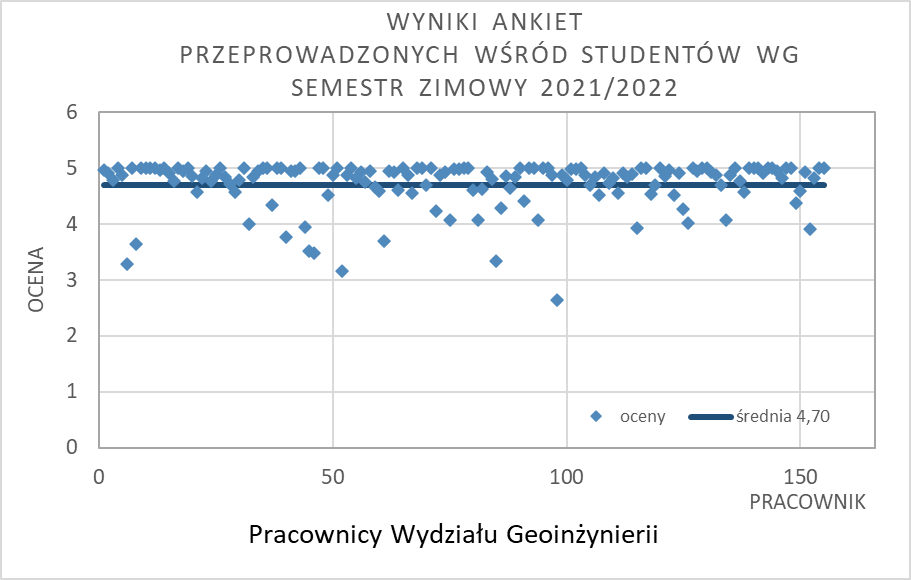 WYNIKI ANKIET
PRZEPROWADZONYCH WŚRÓD STUDENTÓW WG
SEMESTR ZIMOWY 2021/2022
6
5
4
3
2
1
0
OCENA
oceny
średnia 4,70
0
50
100
150
PRACOWNIK
Pracownicy Wydziału Geoinżynierii